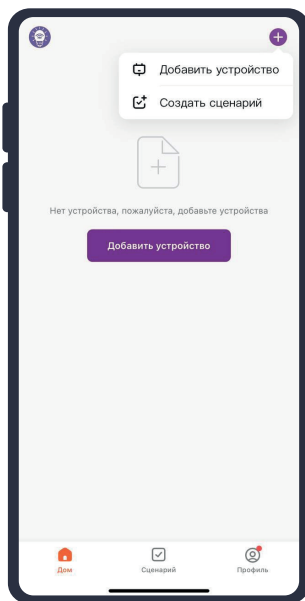 Добавить устройство
Создать сценарий
Нет устройства, пожалуйста, добавьте устройства
Добавить устройство
Дом
Сценарий
Профиль